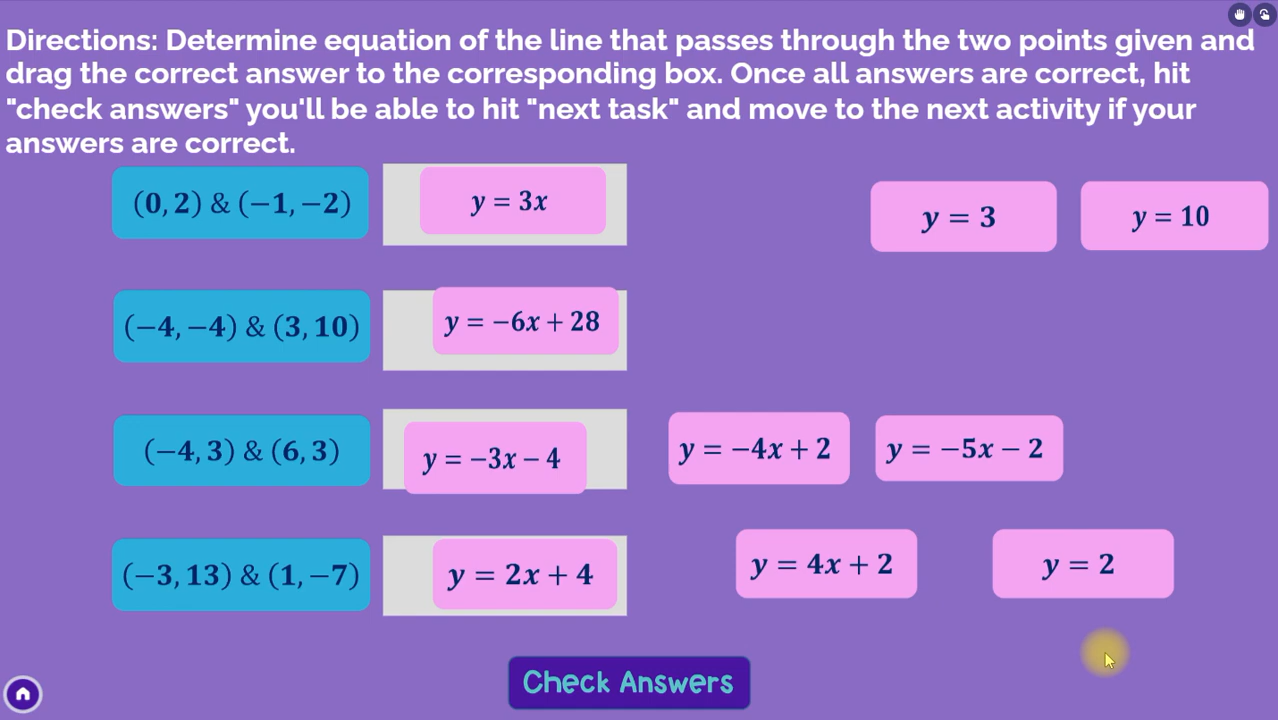 Directions: Determine equation of the line that passes through the two points given and
drag the correct answer to the corresponding box. Once all answers are correct, hit
"check answers" you'll be able to hit "next task" and move to the next activity if your
answers are correct.
(0, 2) & (−1, −2)
y = 3x
y = 3
y = 10
(−4, −4) & (3, 10)
y = −6x + 28
(−4, 3) & (6, 3)
y = −3x − 4
y = −4x + 2
y = −5x − 2
(−3, 13) & (1, −7)
y = 2x + 4
y = 4x + 2
y = 2
Check Answers